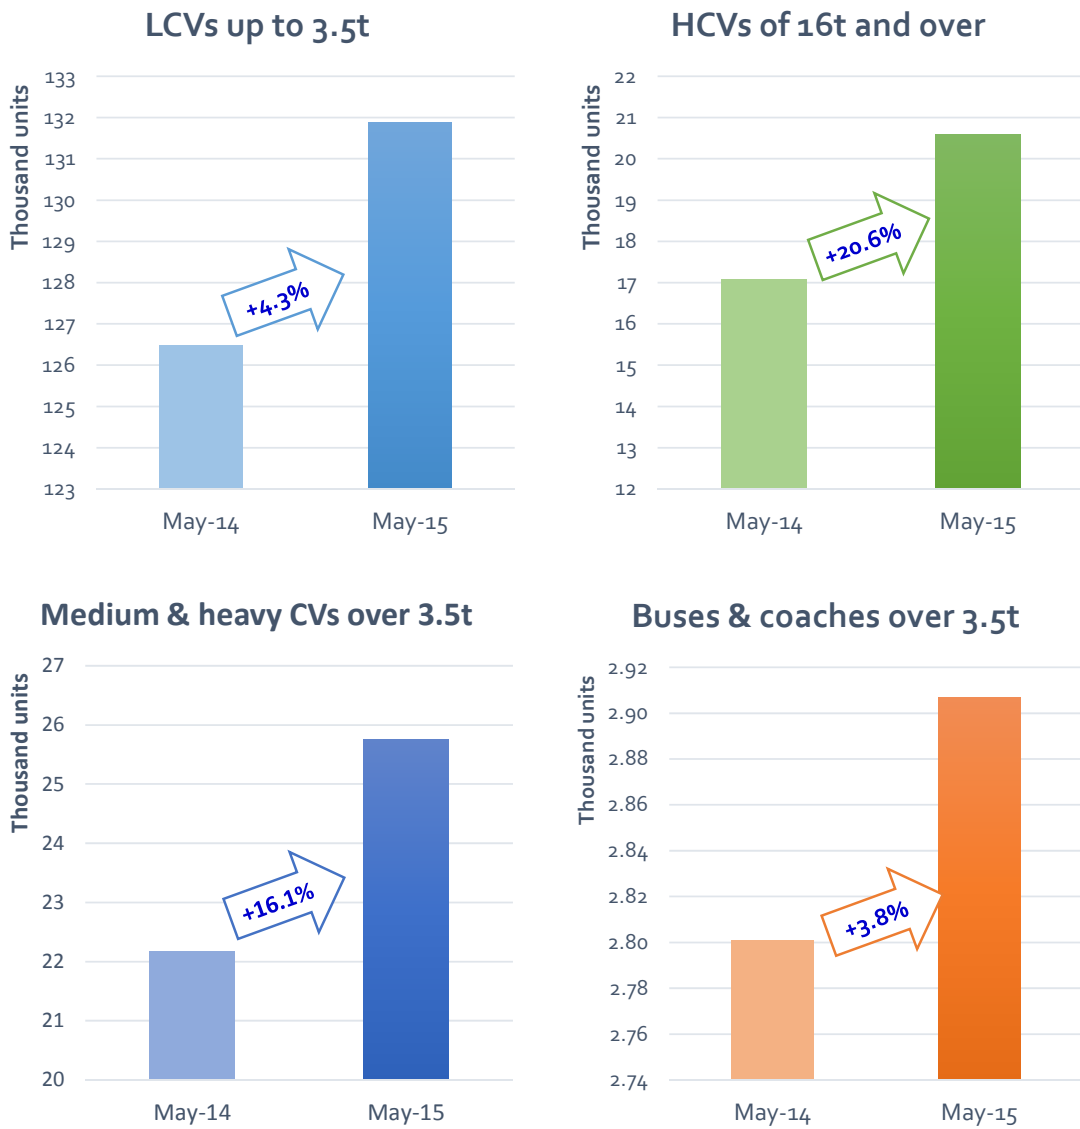 LCVs up to 3.5t
Thousand units
133
132
131
130
129
128
127
126
125
124
123
+4.3%
May-14
May-15
HCVs of 16t and over
Thousand units
22
21
20
19
18
17
16
15
14
13
12
+20.6%
May-14
May-15
Medium & heavy CVs over 3.5t
Thousand units
27
26
25
24
23
22
21
20
+16.1%
May-14
May-15
Buses & coaches over 3.5t
Thousand units
2.92
2.90
2.88
2.86
2.84
2.82
2.80
2.78
2.76
2.74
+3.8%
May-14
May-15